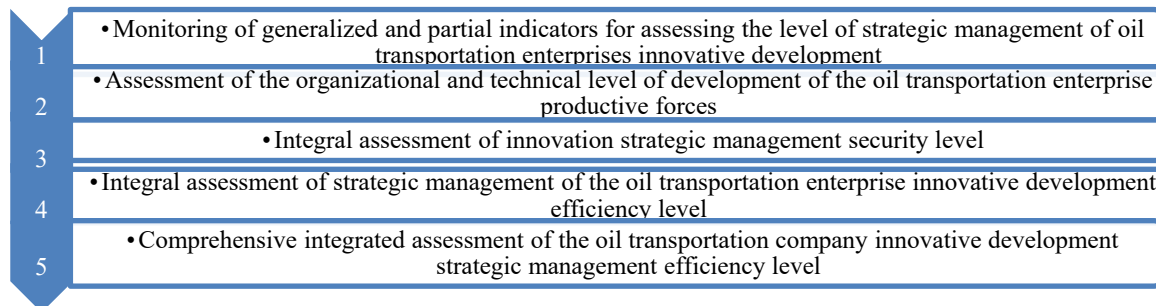 1
• Monitoring of generalized and partial indicators for assessing the level of strategic management of oil
transportation enterprises innovative development
2
• Assessment of the organizational and technical level of development of the oil transportation enterprise
productive forces
3
• Integral assessment of innovation strategic management security level
4
• Integral assessment of strategic management of the oil transportation enterprise innovative development
efficiency level
5
• Comprehensive integrated assessment of the oil transportation company innovative development
strategic management efficiency level